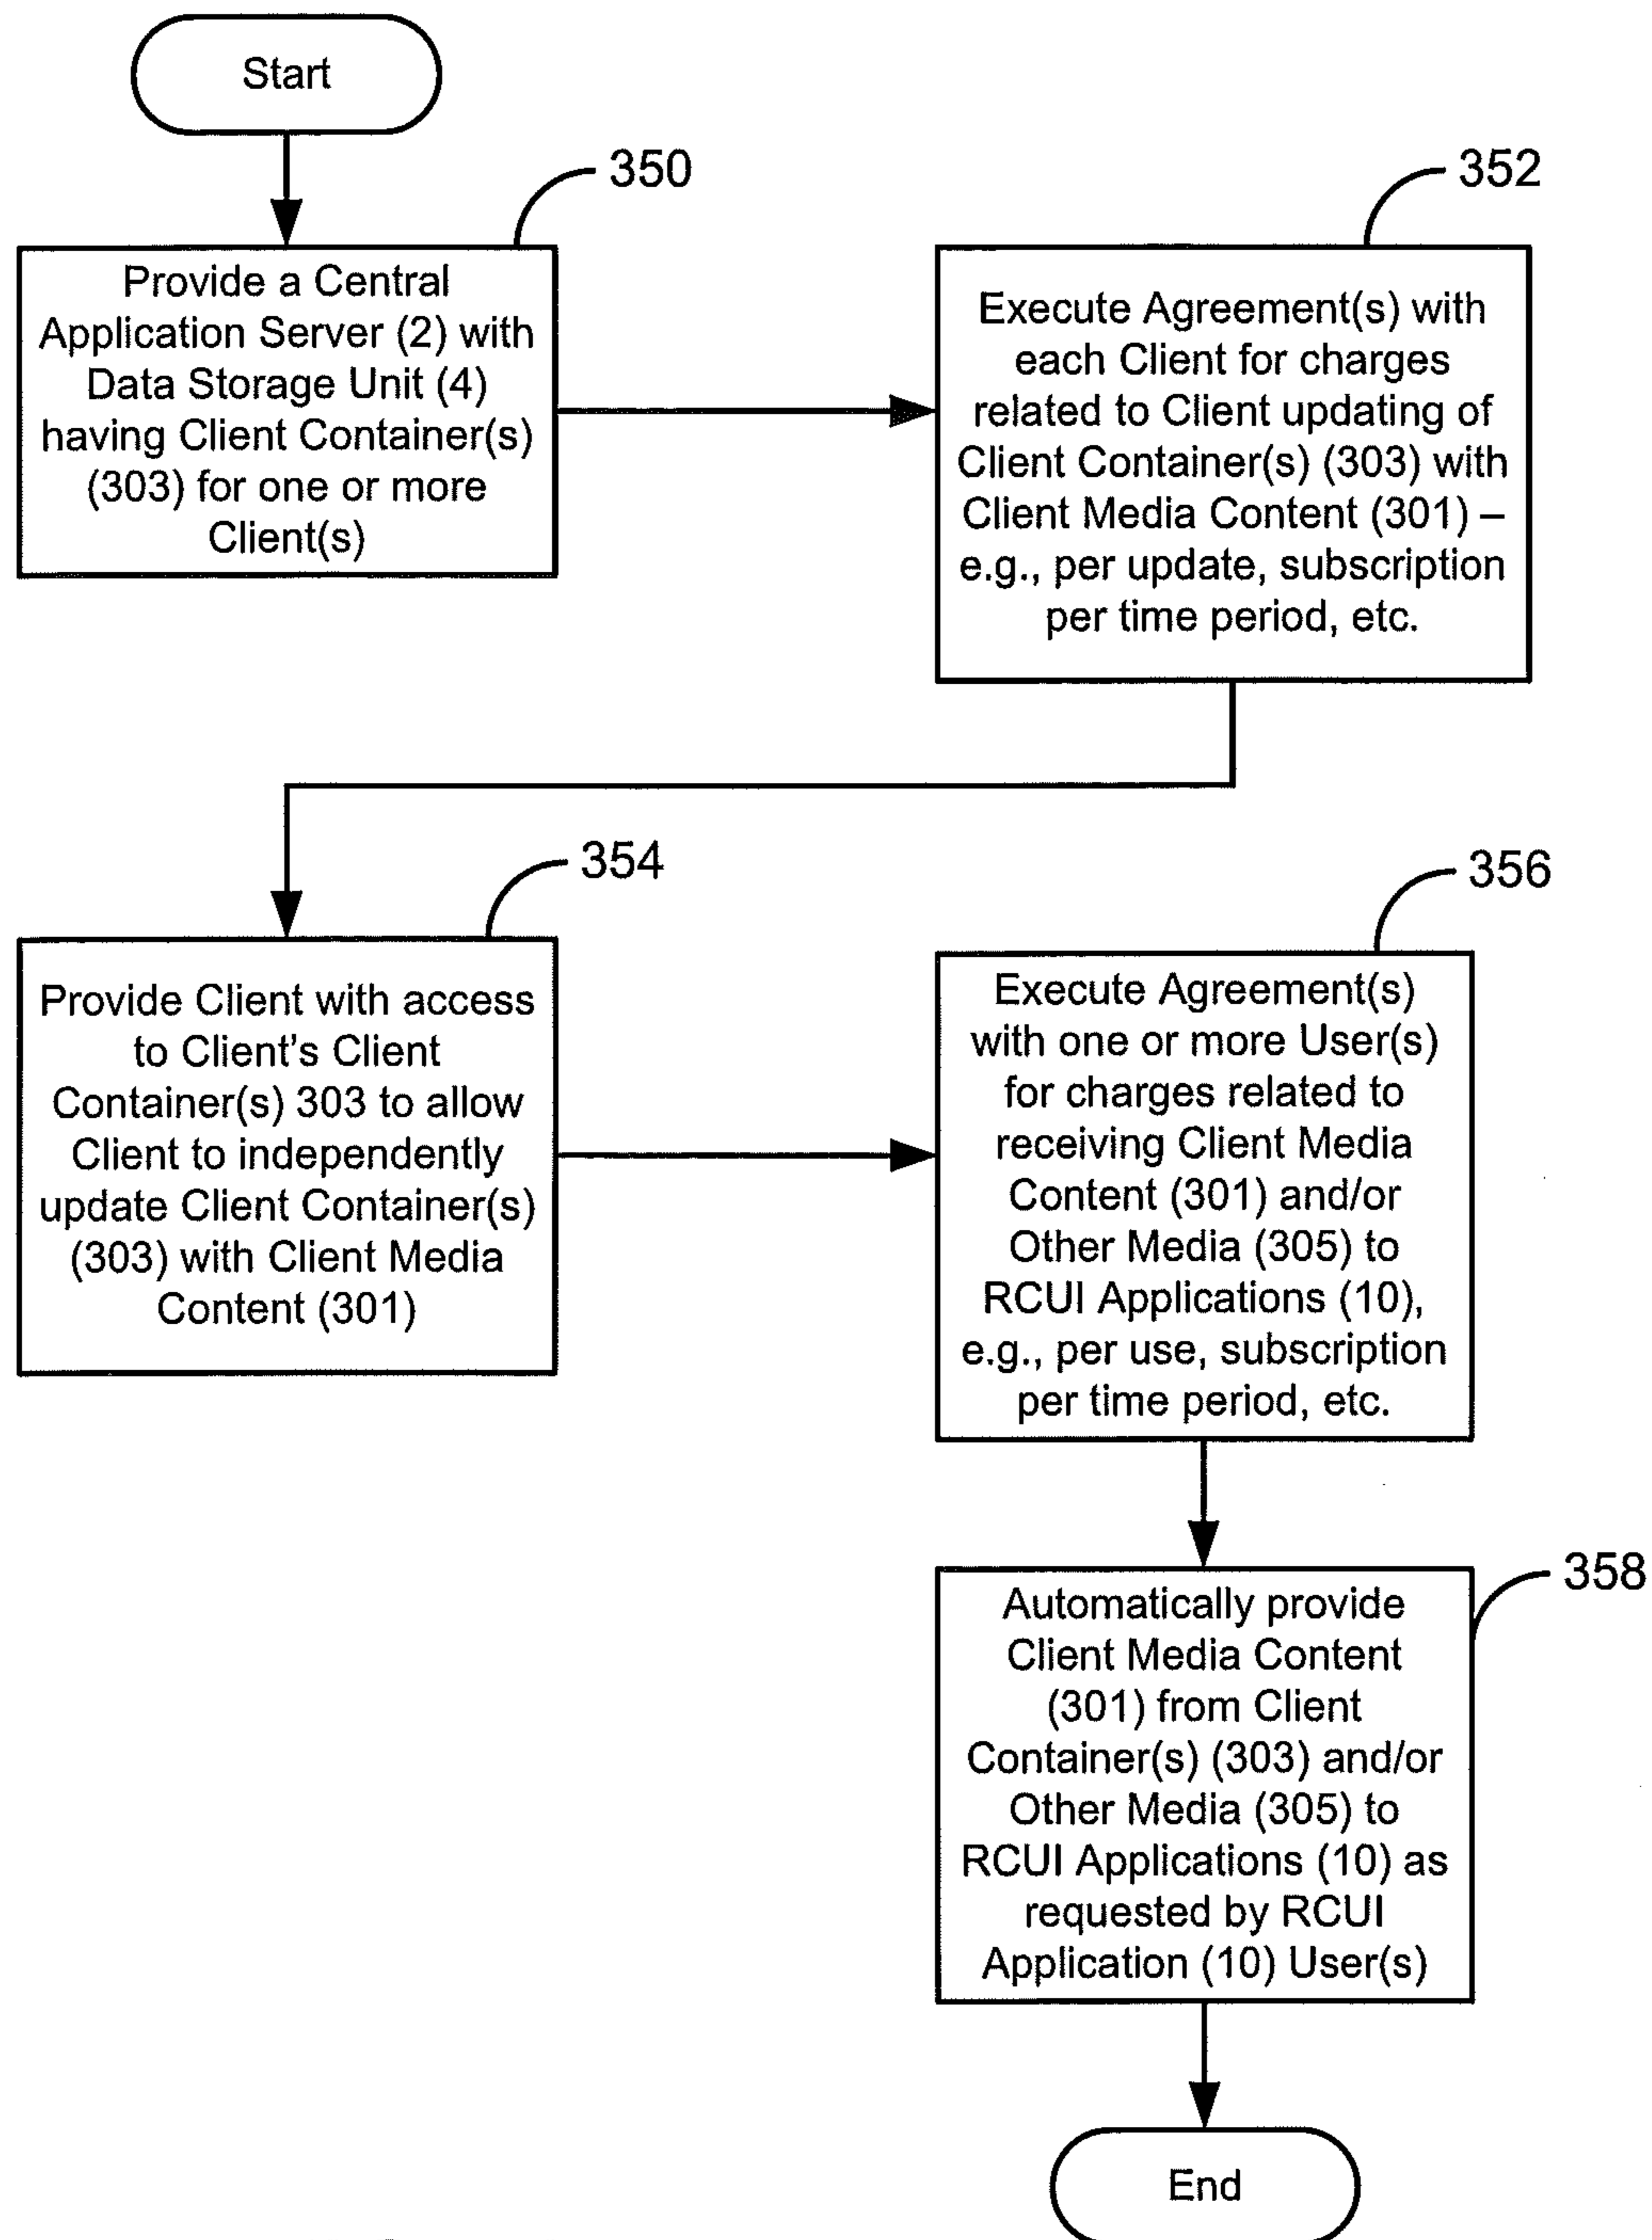 Start
350
Provide a Central
Application Server (2) with
Data Storage Unit (4)
having Client Container(s)
(303) for one or more
Client(s)
352
Execute Agreement(s) with
each Client for charges
related to Client updating of
Client Container(s) (303) with
Client Media Content (301) –
e.g., per update, subscription
per time period, etc.
354
Provide Client with access
to Client's Client
Container(s) 303 to allow
Client to independently
update Client Container(s)
(303) with Client Media
Content (301)
356
Execute Agreement(s)
with one or more User(s)
for charges related to
receiving Client Media
Content (301) and/or
Other Media (305) to
RCUI Applications (10),
e.g., per use, subscription
per time period, etc.
358
Automatically provide
Client Media Content
(301) from Client
Container(s) (303) and/or
Other Media (305) to
RCUI Applications (10) as
requested by RCUI
Application (10) User(s)
End